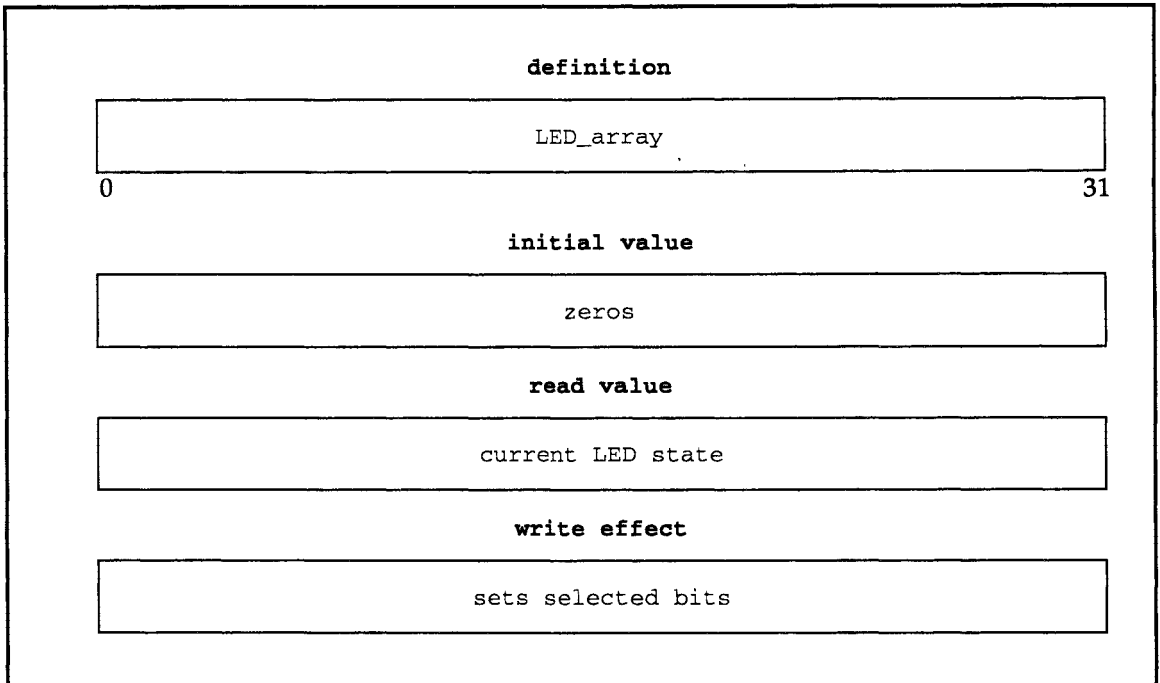 definition
LED_array
0 31
initial value
zeros
read value
current LED state
write effect
sets selected bits